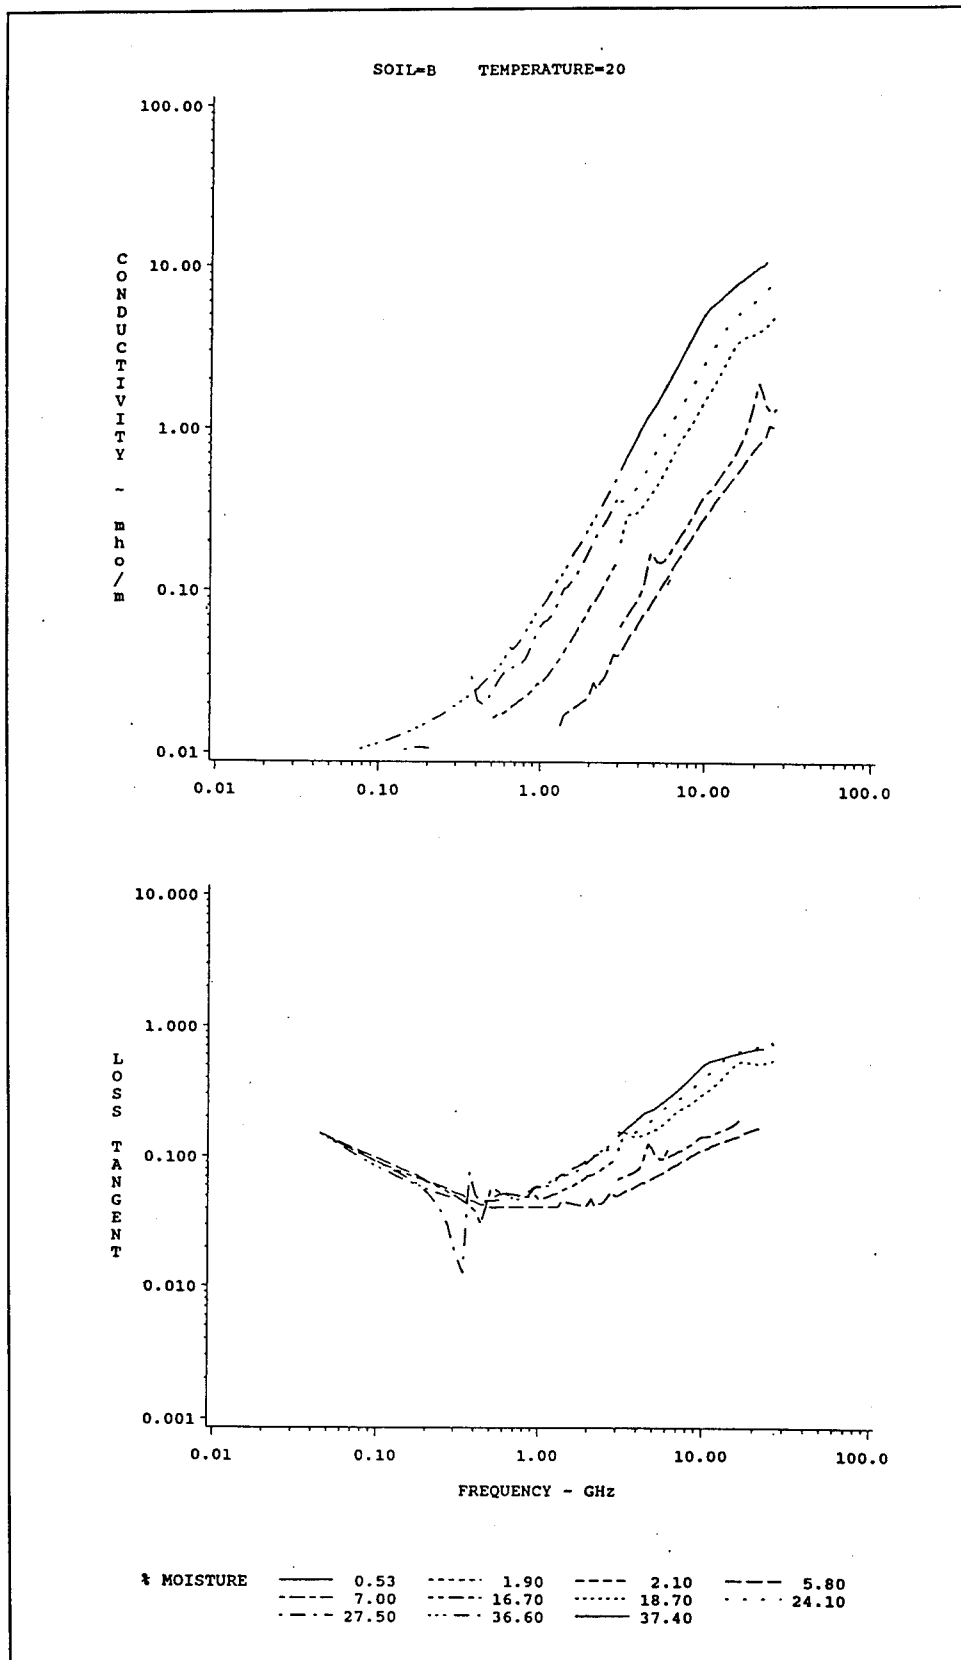 SOIL=B TEMPERATURE=20
100.00
10.00
1.00
0.10
0.01
CONDUCTIVITY ~ mho/m
0.01 0.10 1.00 10.00 100.0
10.000
1.000
0.100
0.010
0.001
LOSS TANGENT
0.01 0.10 1.00 10.00 100.0
FREQUENCY ~ GHz
% MOISTURE 0.53 1.90 2.10 5.80
7.00 16.70 18.70 24.10
27.50 36.60 37.40